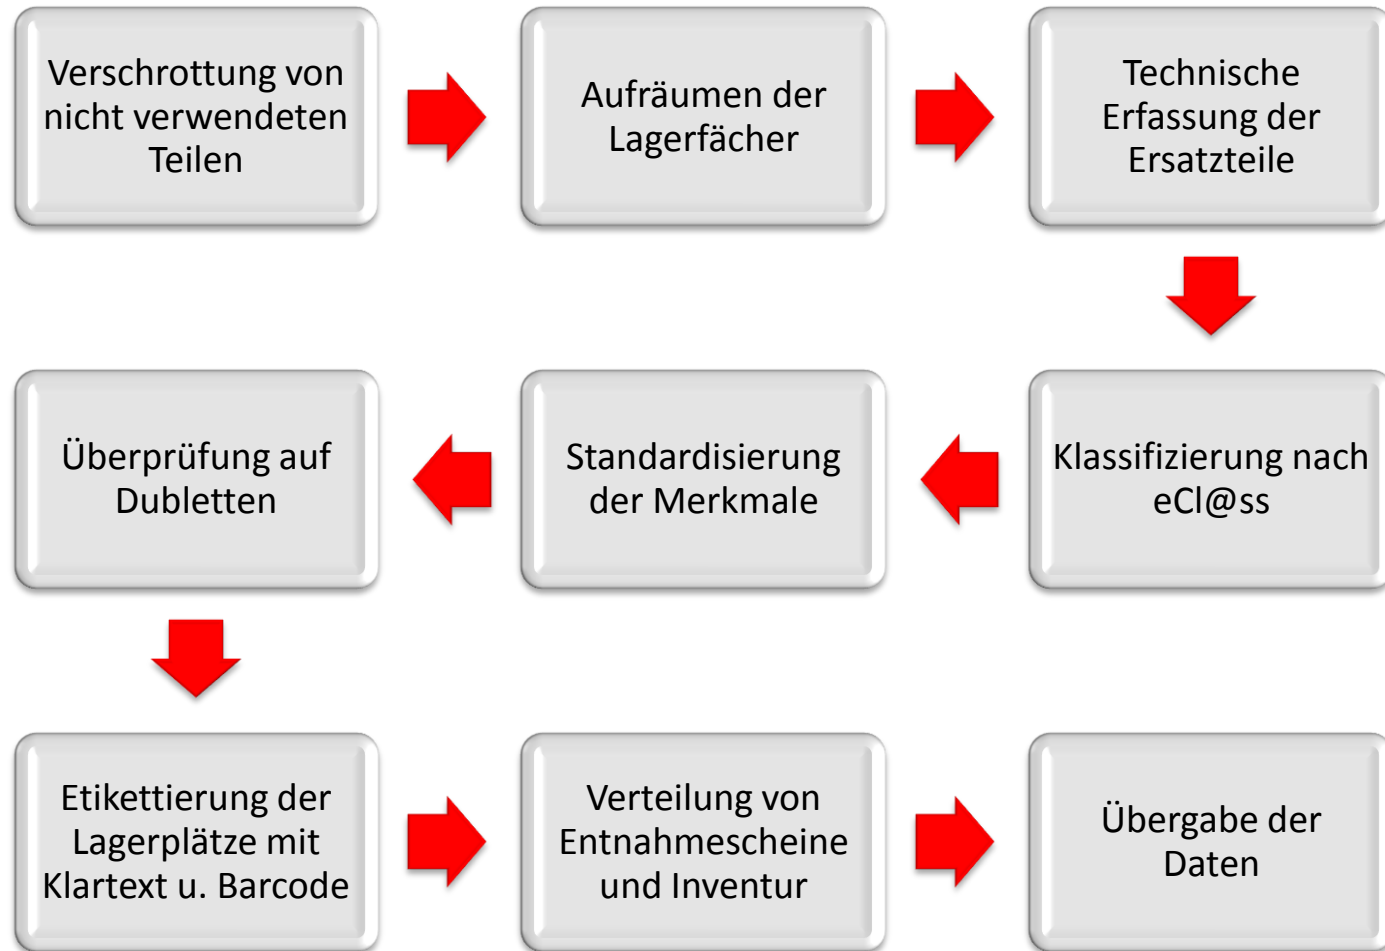 Verschrottung von
nicht verwendeten
Teilen
Aufräumen der
Lagerfächer
Technische
Erfassung der
Ersatzteile
Klassifizierung nach
eCl@ss
Standardisierung
der Merkmale
Überprüfung auf
Dubletten
Etikettierung der
Lagerplätze mit
Klartext u. Barcode
Verteilung von
Entnahmescheine
und Inventur
Übergabe der
Daten